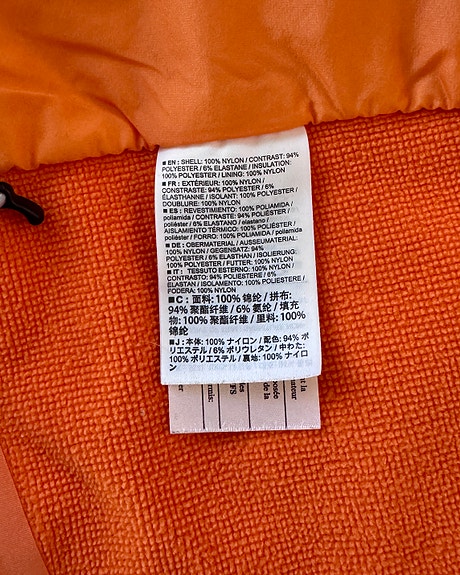 ■ EN : SHELL: 100% NYLON / CONTRAST: 94%
POLYESTER / 6% ELASTANE / INSULATION:
100% POLYESTER / LINING: 100% NYLON
■ FR : EXTÉRIEUR: 100% NYLON /
CONTRASTE: 94% POLYESTER / 6%
ÉLASTHANNE / ISOLANT: 100% POLYESTER /
DOUBLURE: 100% NYLON
■ ES : REVESTIMIENTO: 100% POLIAMIDA /
poliamida / CONTRASTE: 94% POLIÉSTER /
poliéster / 6% ELASTANO / elastano /
AISLAMIENTO TÉRMICO: 100% POLIÉSTER /
poliéster / FORRO: 100% POLIAMIDA / poliamida
■ DE : OBERMATERIAL / AUSSEUMATERIAL:
100% NYLON / GEGENSATZ: 94%
POLYESTER / 6% ELASTHAN / ISOLIERUNG:
100% POLYESTER / FUTTER: 100% NYLON
■ IT : TESSUTO ESTERNO: 100% NYLON /
CONTRASTO: 94% POLIESTERE / 6%
ELASTAN / ISOLAMENTO: 100% POLIESTERE /
FODERA: 100% NYLON
■ C : 面料: 100% 锦纶 / 拼布:
94% 聚酯纤维 / 6% 氨纶 / 填充
物: 100% 聚酯纤维 / 里料: 100%
锦纶
■ J : 本体: 100% ナイロン / 配色: 94% ポ
リエステル / 6% ポリウレタン / 中わた:
100% ポリエステル / 裏地: 100% ナイロ
ン
de la